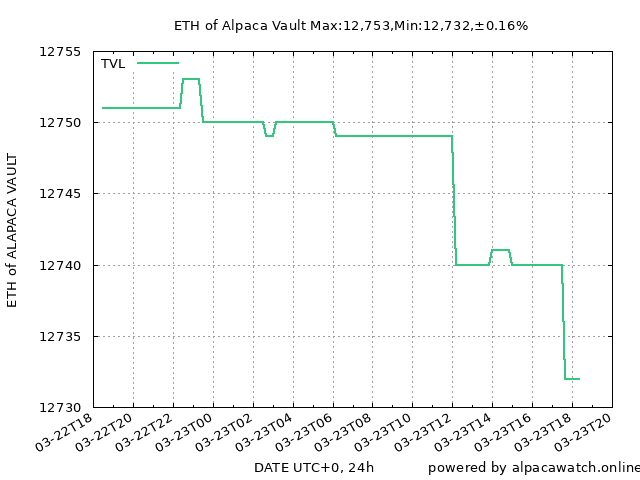 ETH of Alpaca Vault Max:12,753,Min:12,732,±0.16%
TVL
12755
12750
12745
12740
12735
12730
ETH of ALAPACA VAULT
03-22T18
03-22T20
03-22T22
03-23T00
03-23T02
03-23T04
03-23T06
03-23T08
03-23T10
03-23T12
03-23T14
03-23T16
03-23T18
03-23T20
DATE UTC+0, 24h
powered by alpacawatch.online